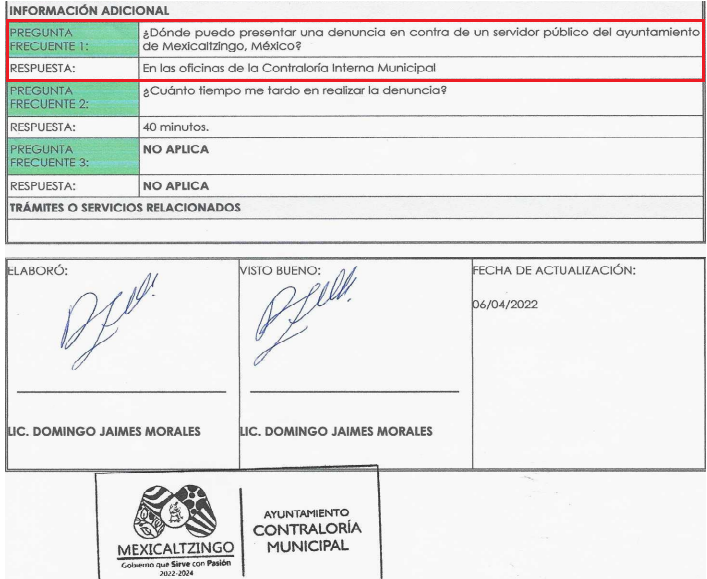 INFORMACIÓN ADICIONAL
PREGUNTA FRECUENTE 1:
¿Dónde puedo presentar una denuncia en contra de un servidor público del ayuntamiento
de Mexicaltzingo, México?
RESPUESTA:
En las oficinas de la Contraloría Interna Municipal
PREGUNTA FRECUENTE 2:
¿Cuánto tiempo me tardo en realizar la denuncia?
RESPUESTA:
40 minutos.
PREGUNTA FRECUENTE 3:
NO APLICA
RESPUESTA:
NO APLICA
TRÁMITES O SERVICIOS RELACIONADOS
ELABORÓ:
VISTO BUENO:
FECHA DE ACTUALIZACIÓN:
06/04/2022
LIC. DOMINGO JAIMES MORALES
LIC. DOMINGO JAIMES MORALES
MEXICALTZINGO
Gobierno que Sirve con Pasión
2022-2024
AYUNTAMIENTO
CONTRALORÍA
MUNICIPAL